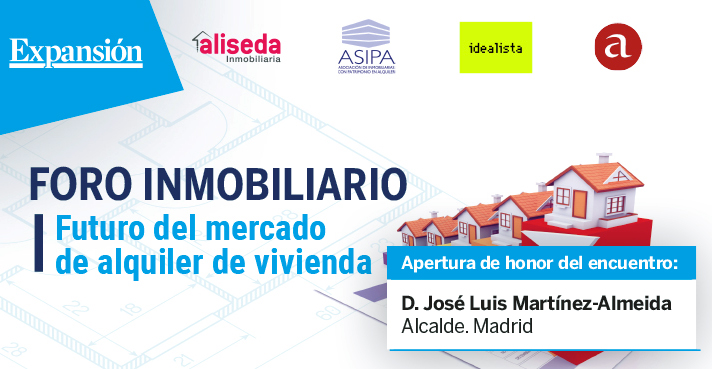 Expansión
aliseda
Inmobiliaria
ASIPA
ASOCIACIÓN DE INMOBILIARIAS
CON PATRIMONIO EN ALQUILER
idealista
a
FORO INMOBILIARIO
Futuro del mercado
de alquiler de vivienda
Apertura de honor del encuentro:
D. José Luis Martínez-Almeida
Alcalde. Madrid